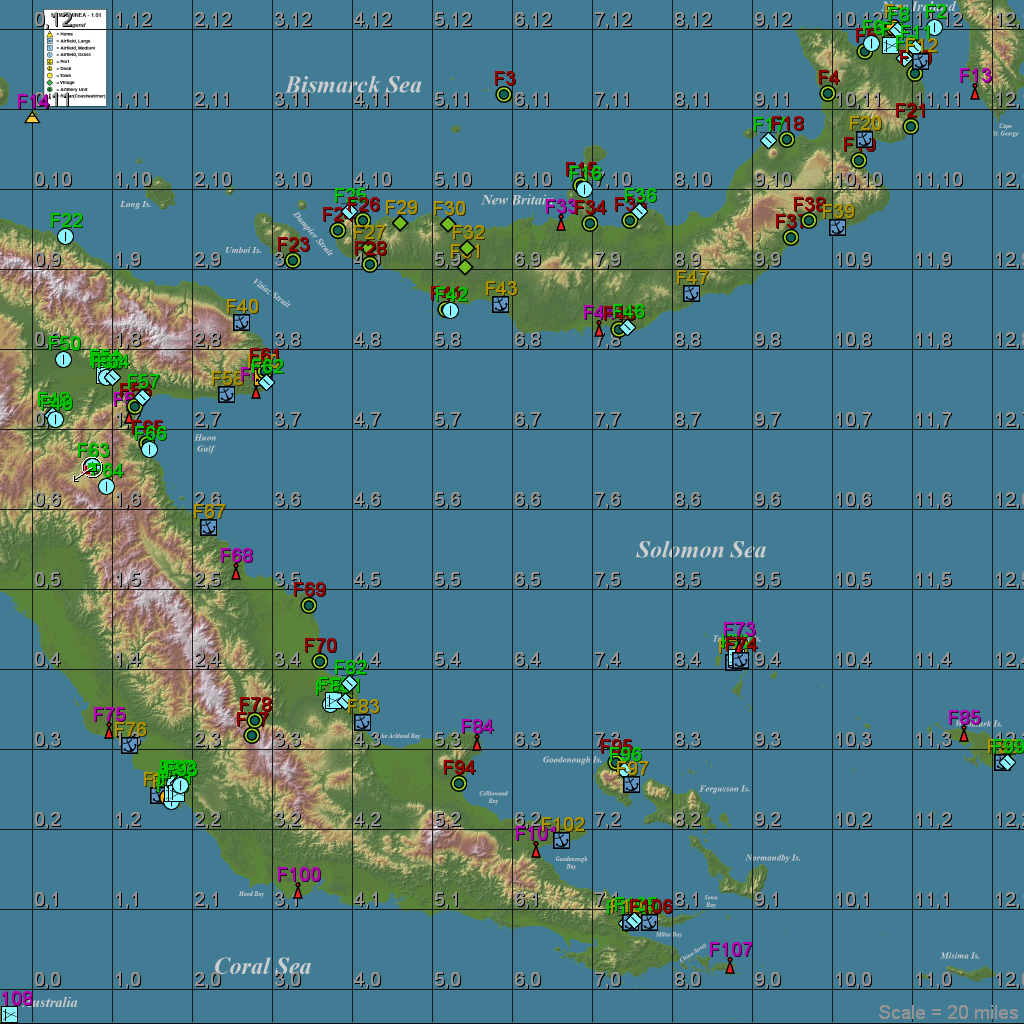 NEW GUINEA - 1.01
Legend
= Home
= Airfield, Large
= Airfield, Medium
= Airfield, Grass
= Port
= Dock
= Town
= Village
= Artillery Unit
0,12 1,12 2,12 3,12 4,12 5,12 6,12 7,12 8,12 9,12 10,12 11,12 12,
New Ireland
F2
F6
F8
F11
F12
Bismarck Sea
F3
F4
F13
F14
1,11 2,11 3,11 4,11 5,11 6,11 7,11 8,11 9,11 10,11 11,11 12,
F18
F20
F21
F19
Cape St. George
0,10 1,10 2,10 3,10 4,10 5,10 6,10 7,10 8,10 9,10 10,10 11,10 12,
Long Is.
New Britain
F16
F22
F25
F26
F27
F28
F29
F30
F32
F33
F34
F36
F37
F38
F39
Dampier Strait
Umboi Is.
F23
0,9 1,9 2,9 3,9 4,9 5,9 6,9 7,9 8,9 9,9 10,9 11,9 12,
Vitiaz Strait
F40
F42
F43
F46
F47
0,8 1,8 2,8 3,8 4,8 5,8 6,8 7,8 8,8 9,8 10,8 11,8 12,
F50
F57
F58
F61
F62
0,7 1,7 2,7 3,7 4,7 5,7 6,7 7,7 8,7 9,7 10,7 11,7 12,
Huon Gulf
F63
F64
F66
0,6 1,6 2,6 3,6 4,6 5,6 6,6 7,6 8,6 9,6 10,6 11,6 12,
F67
F68
Solomon Sea
0,5 1,5 2,5 3,5 4,5 5,5 6,5 7,5 8,5 9,5 10,5 11,5 12,
F69
F70
F73
F74
0,4 1,4 2,4 3,4 4,4 5,4 6,4 7,4 8,4 9,4 10,4 11,4 12,
F75
F76
F78
F82
F83
F84
F85
0,3 1,3 2,3 3,3 4,3 5,3 6,3 7,3 8,3 9,3 10,3 11,3 12,
F93
F94
F95
F96
F97
F99
Goodenough Is.
Fergusson Is.
Collinwood Bay
0,2 1,2 2,2 3,2 4,2 5,2 6,2 7,2 8,2 9,2 10,2 11,2 12,
F102
Goodenough Bay
Normandby Is.
F100
Hood Bay
Sewa Bay
0,1 1,1 2,1 3,1 4,1 5,1 6,1 7,1 8,1 9,1 10,1 11,1 12,
F106
F107
Milne Bay
China Strait
Misima Is.
Coral Sea
0,0 1,0 2,0 3,0 4,0 5,0 6,0 7,0 8,0 9,0 10,0 11,0 12,
108
Australia
Scale = 20 miles